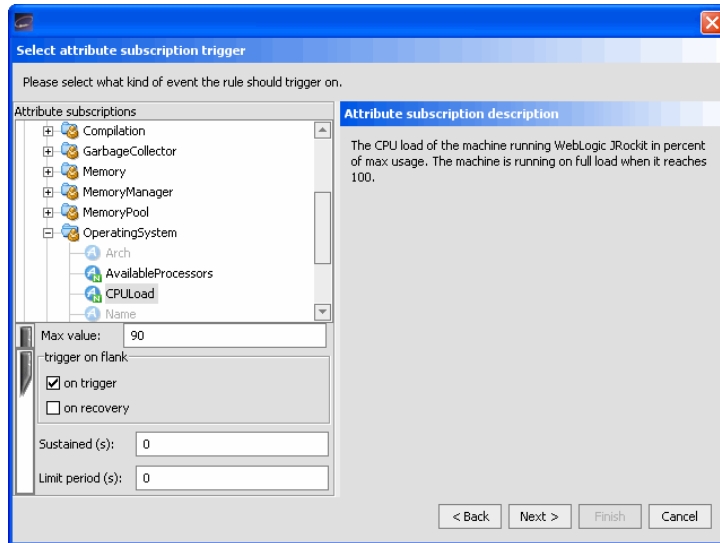 Select attribute subscription trigger
Please select what kind of event the rule should trigger on.
Attribute subscriptions
Compilation
GarbageCollector
Memory
MemoryManager
MemoryPool
OperatingSystem
Arch
AvailableProcessors
CPULoad
Name
Max value: 90
trigger on flank
on trigger
on recovery
Sustained (s): 0
Limit period (s): 0
Attribute subscription description
The CPU load of the machine running WebLogic JRockit in percent
of max usage. The machine is running on full load when it reaches
100.
< Back Next > Finish Cancel